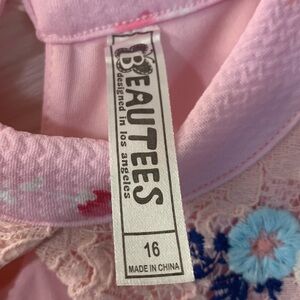 BEAUTEES
designed in los angeles
16
MADE IN CHINA